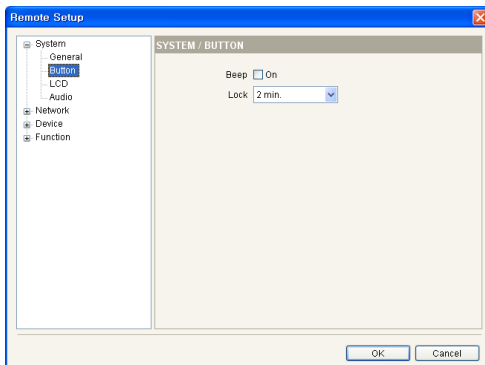 Remote Setup
System
General
Button
LCD
Audio
Network
Device
Function
SYSTEM / BUTTON
Beep On
Lock 2 min.
OK Cancel